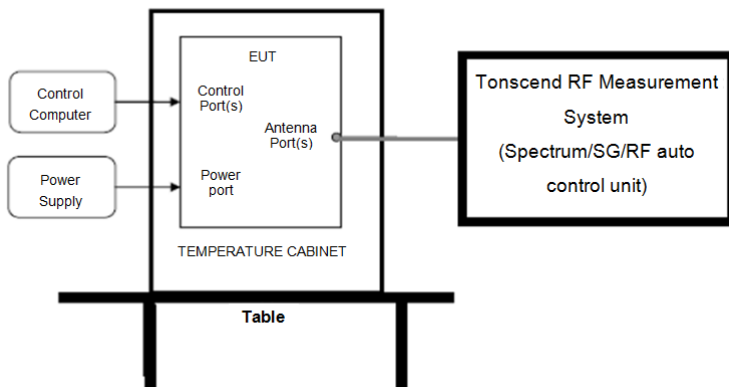 EUT
Control
Computer
Control
Port(s)
Antenna
Port(s)
Power
Supply
Power
port
TEMPERATURE CABINET
Table
Tonscend RF Measurement
System
(Spectrum/SG/RF auto
control unit)